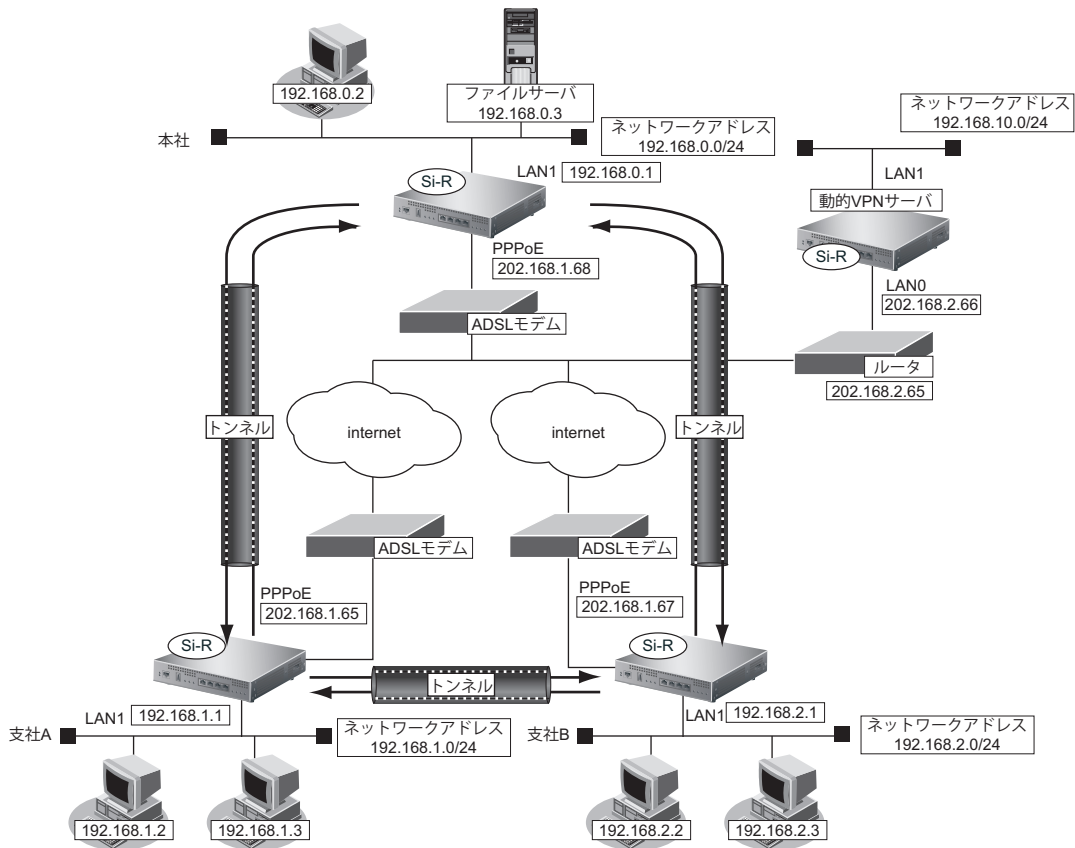 192.168.0.2
ファイルサーバ
192.168.0.3
本社
ネットワークアドレス
192.168.0.0/24
ネットワークアドレス
192.168.10.0/24
Si-R
LAN1
192.168.0.1
LAN1
動的VPNサーバ
Si-R
PPPoE
202.168.1.68
LAN0
202.168.2.66
ADSLモデム
ルータ
202.168.2.65
トンネル
internet
internet
トンネル
ADSLモデム
ADSLモデム
PPPoE
202.168.1.65
PPPoE
202.168.1.67
Si-R
Si-R
トンネル
LAN1
192.168.1.1
LAN1
192.168.2.1
支社A
ネットワークアドレス
192.168.1.0/24
支社B
ネットワークアドレス
192.168.2.0/24
192.168.1.2
192.168.1.3
192.168.2.2
192.168.2.3